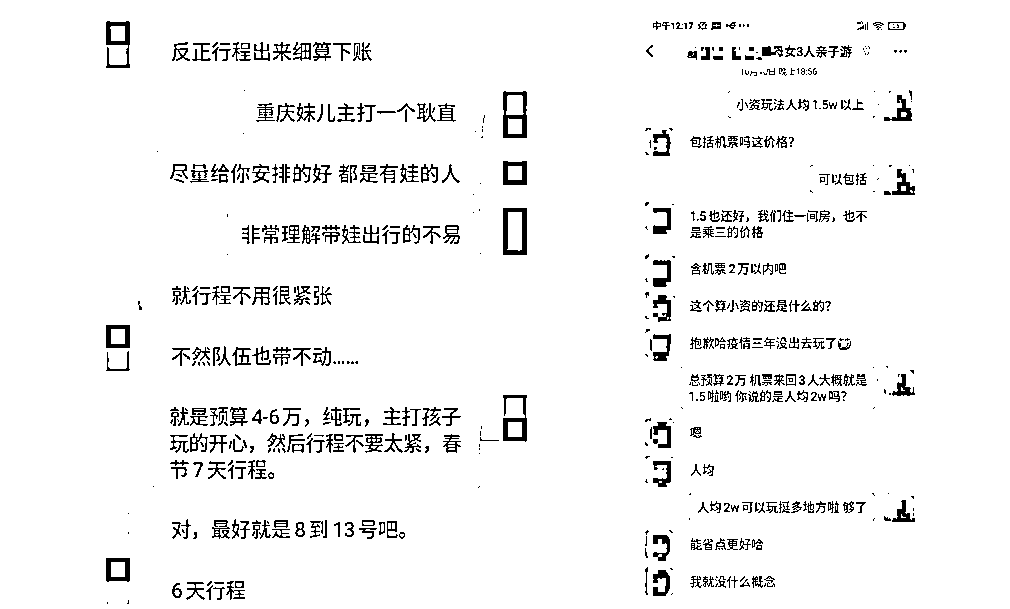 反正行程出来细算下账
重庆妹儿主打一个耿直
尽量给你安排的好 都是有娃的人
非常理解带娃出行的不易
就行程不用很紧张
不然队伍也带不动......
就是预算4-6万，纯玩，主打孩子
玩的开心，然后行程不要太紧，春
节7天行程。
对，最好就是8到13号吧。
6天行程
中午12:17
母女3人亲子游
晚上18:56
小资玩法人均1.5w以上
包括机票吗这价格？
可以包括
1.5也还好，我们住一间房，也不
是乘三的价格
含机票2万以内吧
这个算小资的还是什么的？
抱歉哈疫情三年没出去玩了
总预算2万 机票来回3人大概就是
1.5啦哟 你说的是人均2w吗？
嗯
人均
人均2w可以玩挺多地方啦 够了
能省点更好哈
我就没什么概念